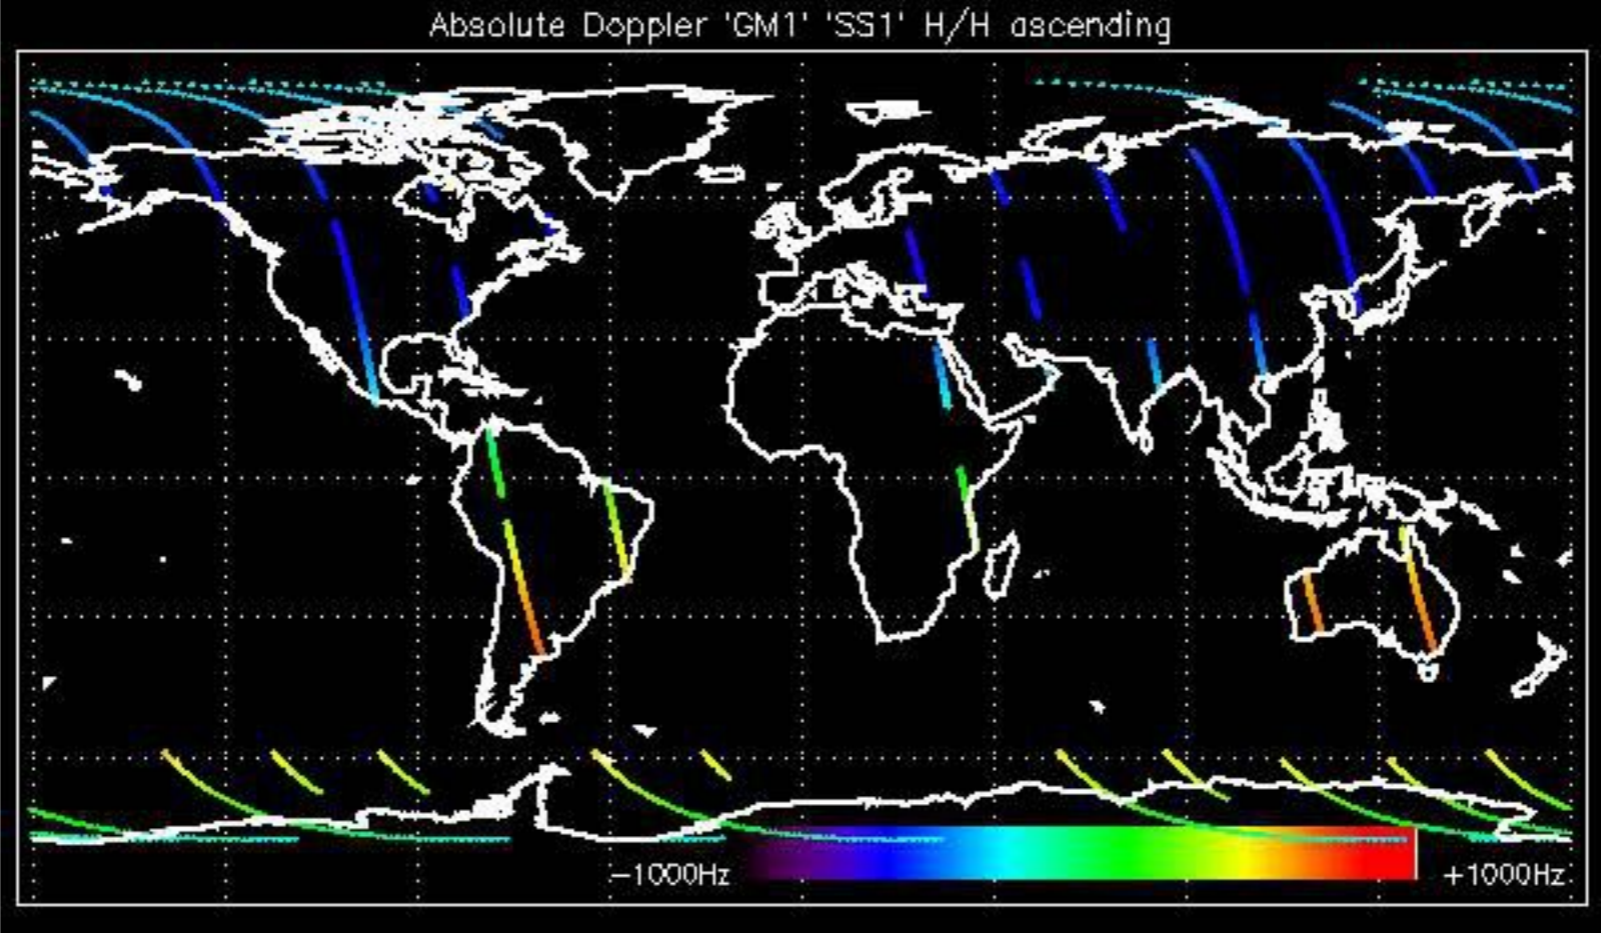 Absolute Doppler 'GM1' 'SS1' H/H ascending
−1000Hz
+1000Hz